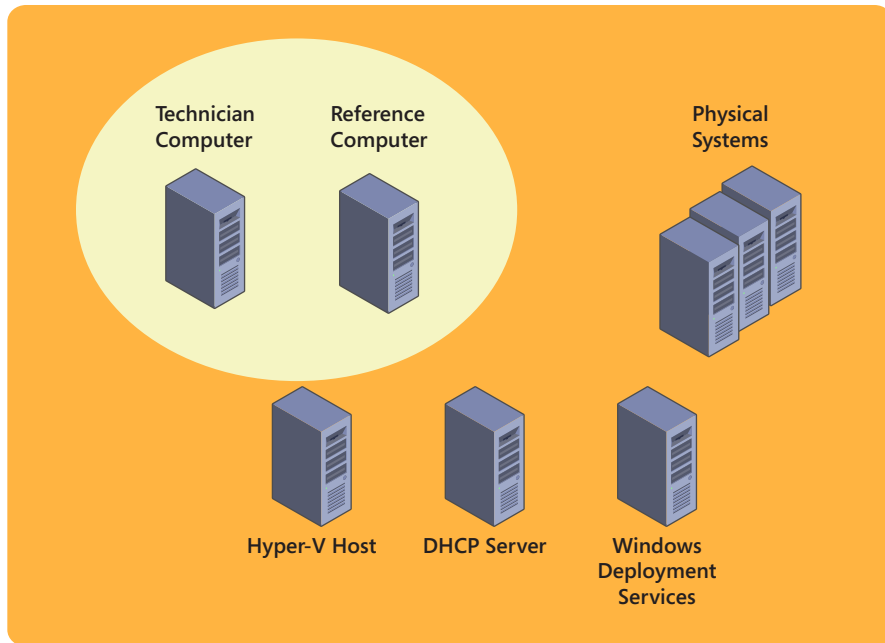 Technician
Computer
Reference
Computer
Physical
Systems
Hyper-V Host
DHCP Server
Windows
Deployment
Services